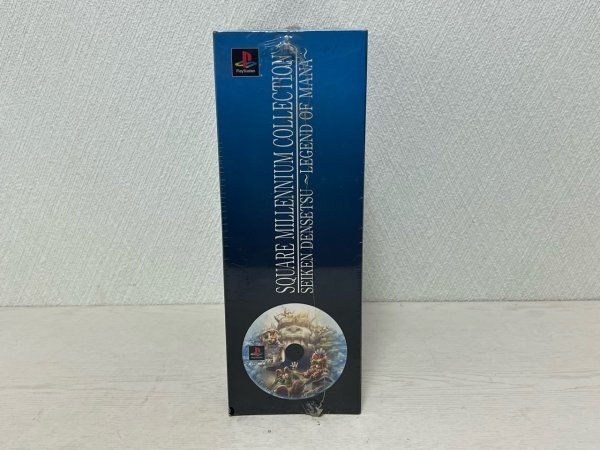 PlayStation
SQUARE MILLENNIUM COLLECTION
SEIKEN DENSETSU ～LEGEND OF MANA～